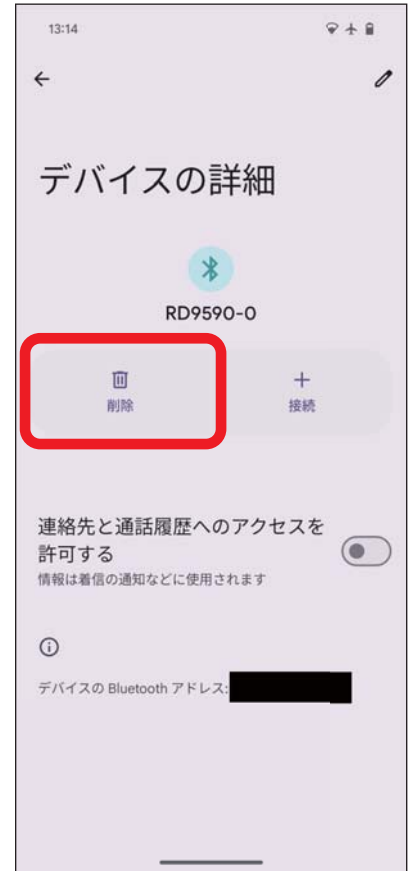 13:14
デバイスの詳細
RD9590-0
削除
接続
連絡先と通話履歴へのアクセスを
許可する
情報は着信の通知などに使用されます
デバイスの Bluetooth アドレス: